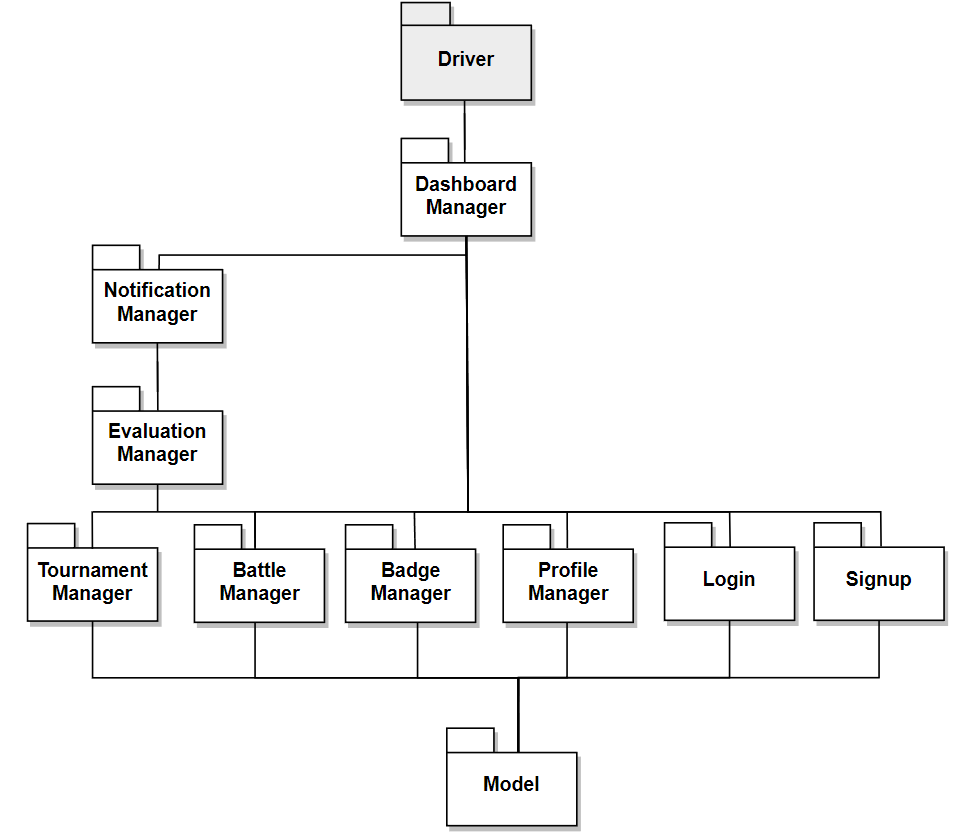 Driver
Dashboard
Manager
Notification
Manager
Evaluation
Manager
Tournament
Manager
Battle
Manager
Badge
Manager
Profile
Manager
Login
Signup
Model